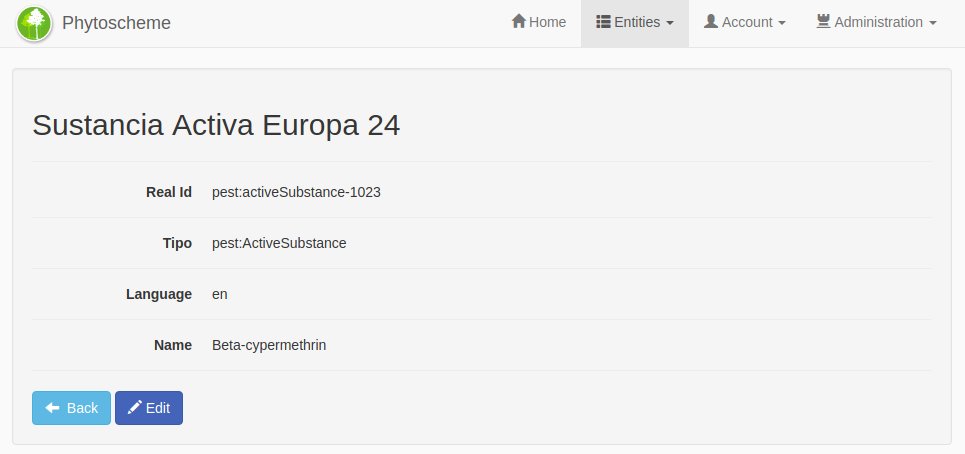 Phytoscheme
Home Entities Account Administration
Sustancia Activa Europa 24
Real Id pest:activeSubstance-1023
Tipo pest:ActiveSubstance
Language en
Name Beta-cypermethrin
Back Edit